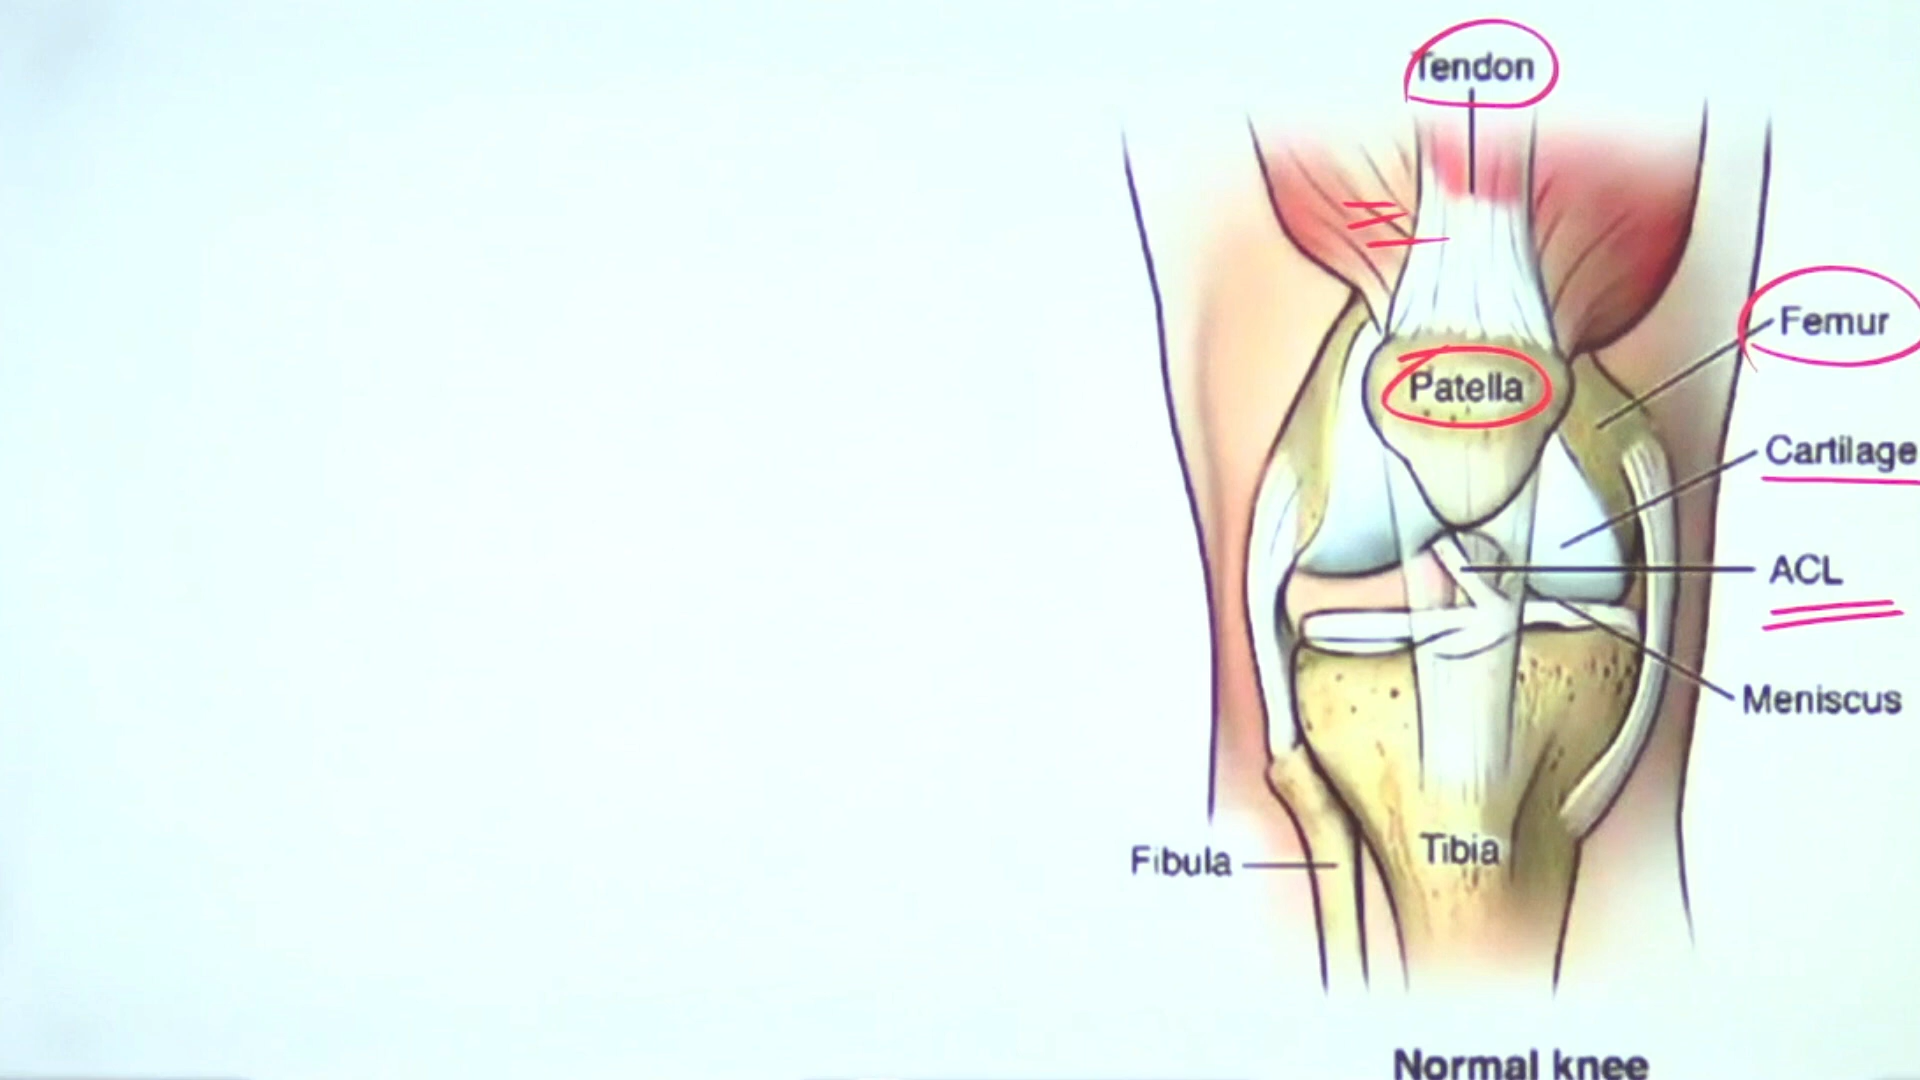 Tendon
Femur
Patella
Cartilage
ACL
Meniscus
Tibia
Fibula
Normal knee